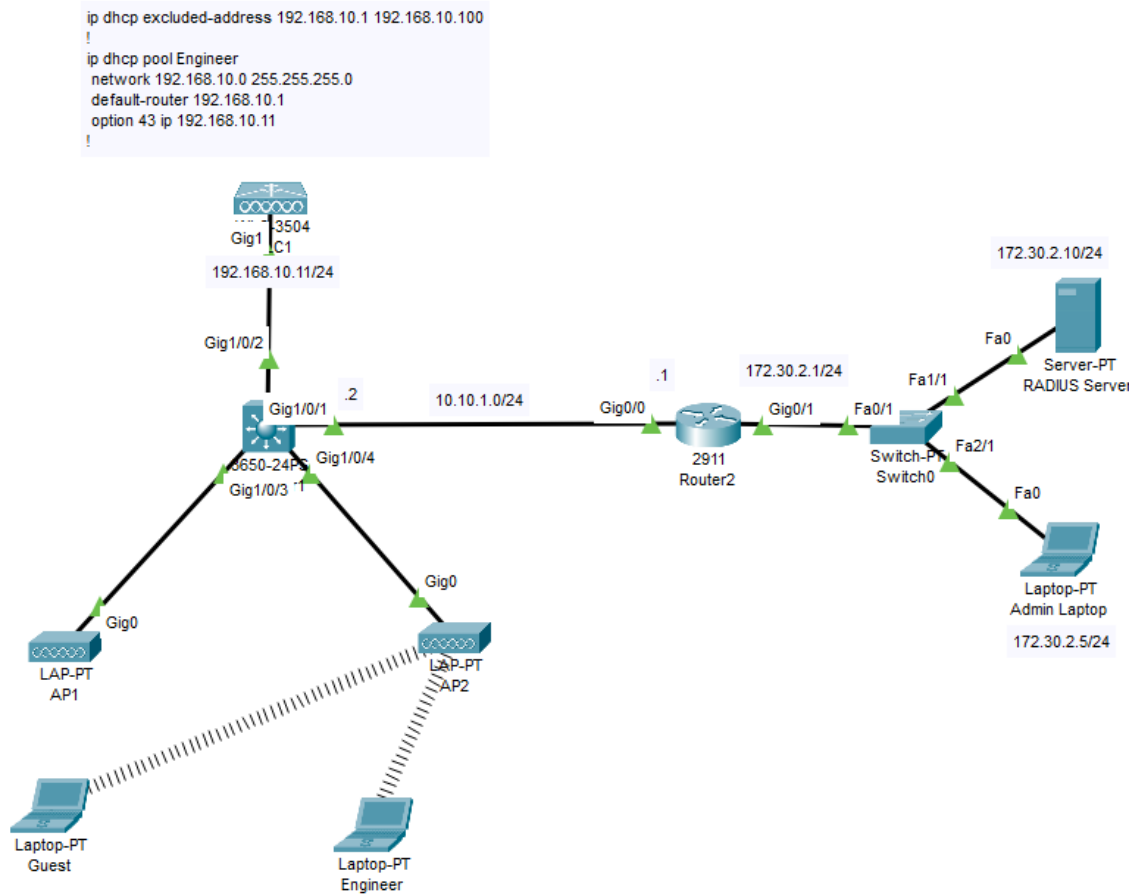 ip dhcp excluded-address 192.168.10.1 192.168.10.100
!
ip dhcp pool Engineer
network 192.168.10.0 255.255.255.0
default-router 192.168.10.1
option 43 ip 192.168.10.11
!
-3504
Gig1
C1
192.168.10.11/24
Gig1/0/2
Gig1/0/1
.2
10.10.1.0/24
.1
Gig0/0
172.30.2.1/24
Gig0/1
Fa0/1
172.30.2.10/24
Fa0
Server-PT
RADIUS Server
Fa1/1
Switch-PT
Switch0
Fa2/1
2911
Router2
Fa0
Laptop-PT
Admin Laptop
172.30.2.5/24
Gig1/0/4
Gig1/0/3
Gig0
LAP-PT
AP1
Gig0
LAP-PT
AP2
Laptop-PT
Guest
Laptop-PT
Engineer